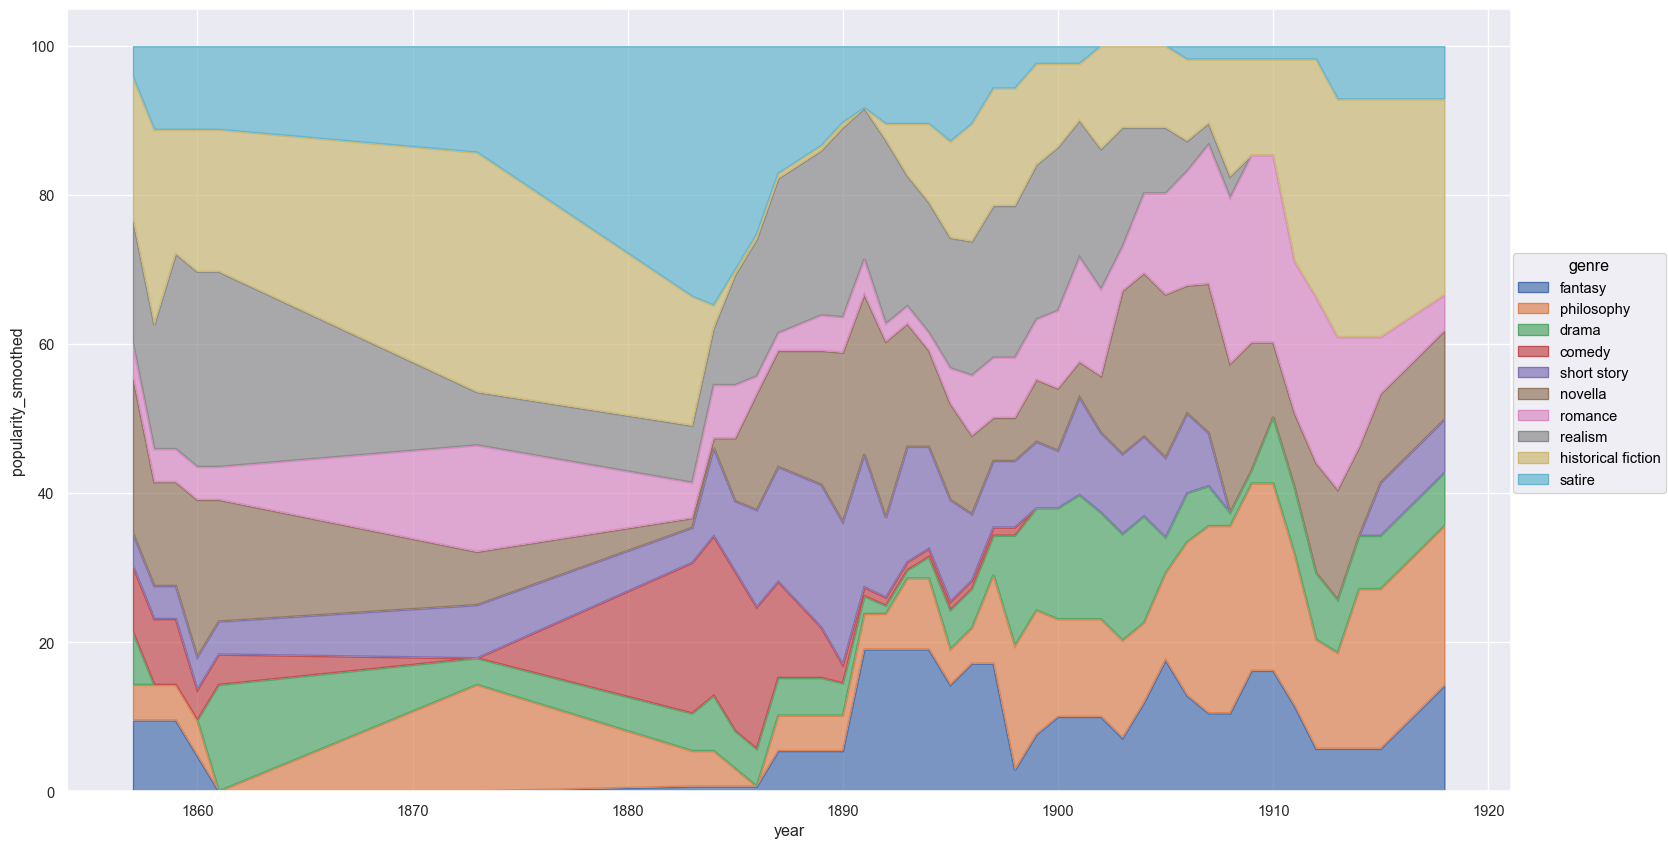 100
80
60
40
20
0
popularity_smoothed
1860 1870 1880 1890 1900 1910 1920
year
genre
fantasy
philosophy
drama
comedy
short story
novella
romance
realism
historical fiction
satire